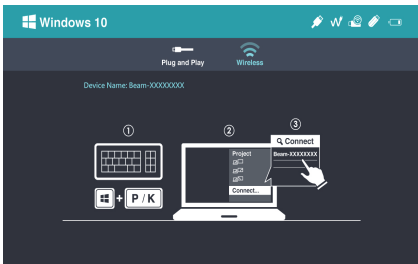 Windows 10
Plug and Play
Wireless
Device Name: Beam-XXXXXXXX
①
②
③
Project
Connect...
Connect
Beam-XXXXXXXX
+
P / K